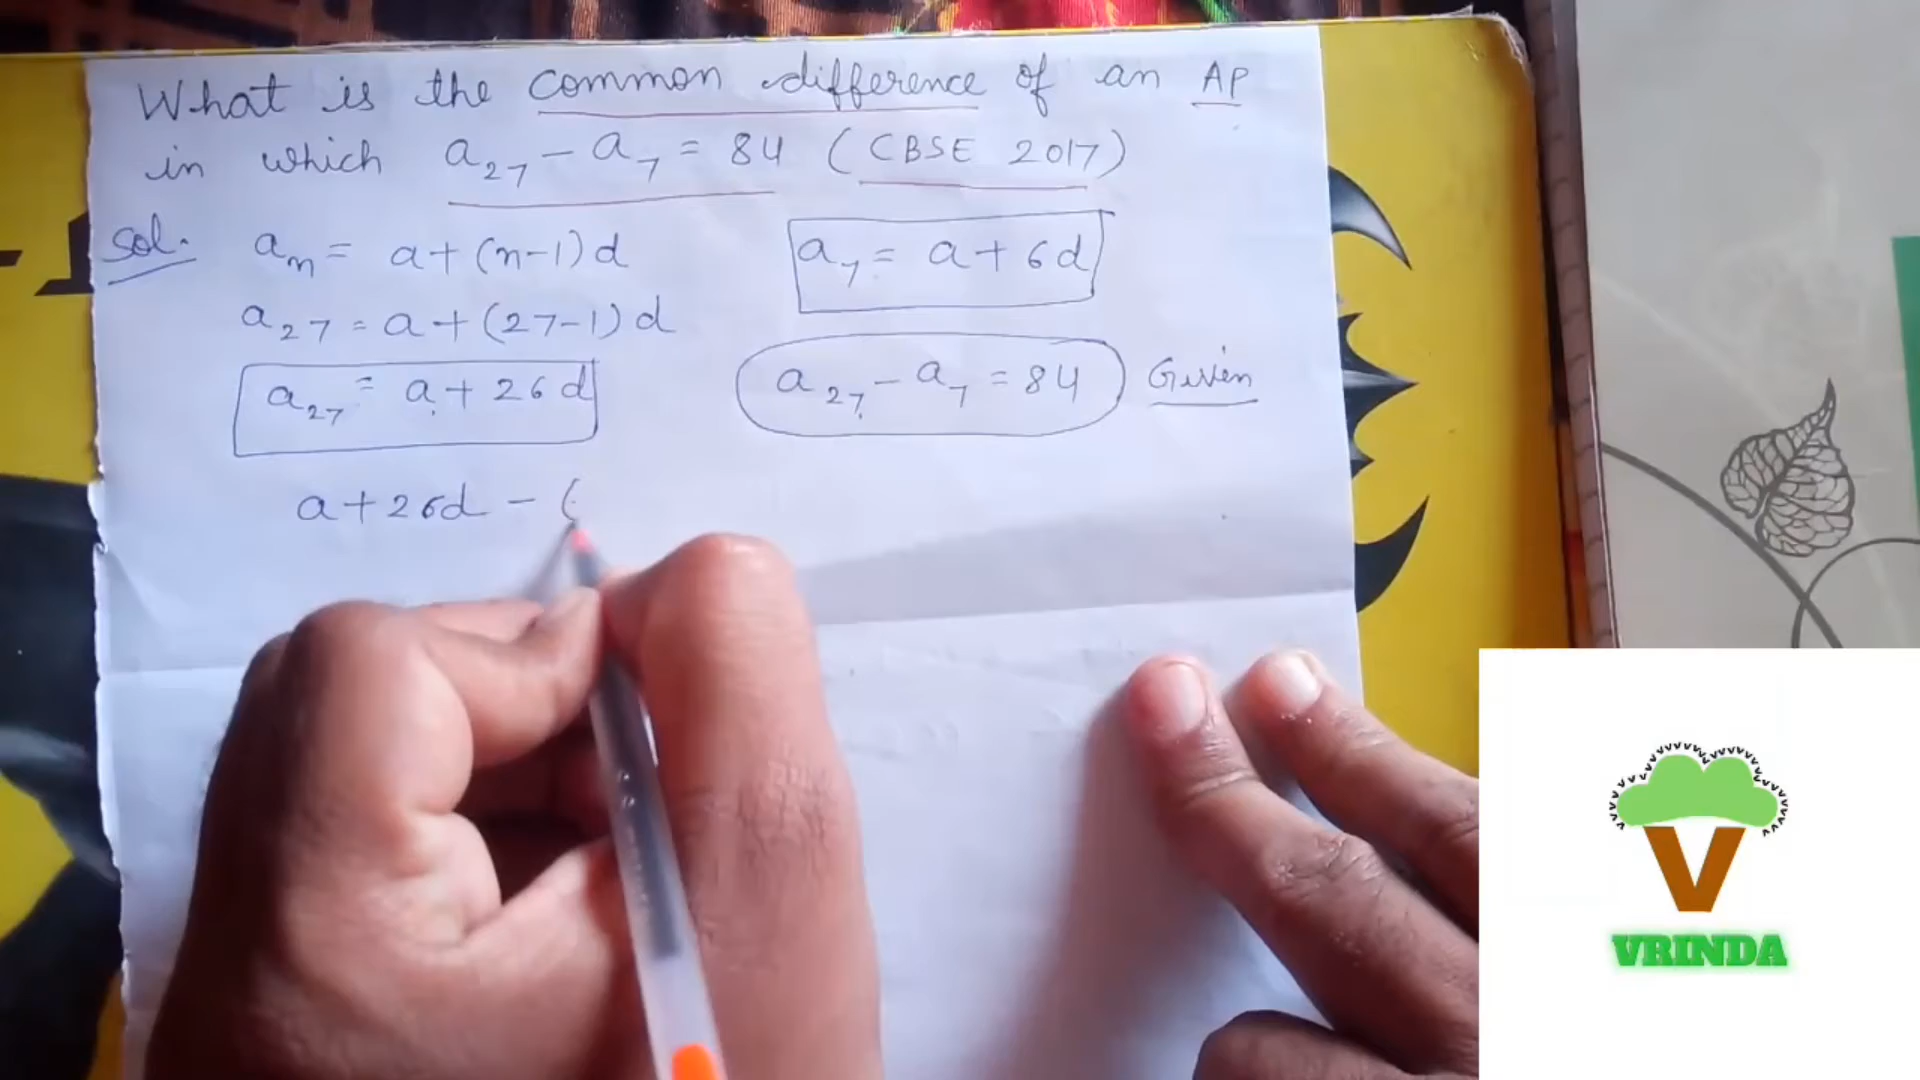 What is the common difference of an AP
in which a₂₇ - a₇ = 84 (CBSE 2017)
Sol. aₙ = a + (n-1)d
a₇ = a + 6d
a₂₇ = a + (27-1)d
a₂₇ = a + 26d
a₂₇ - a₇ = 84 Given
a + 26d - (
V
VRINDA